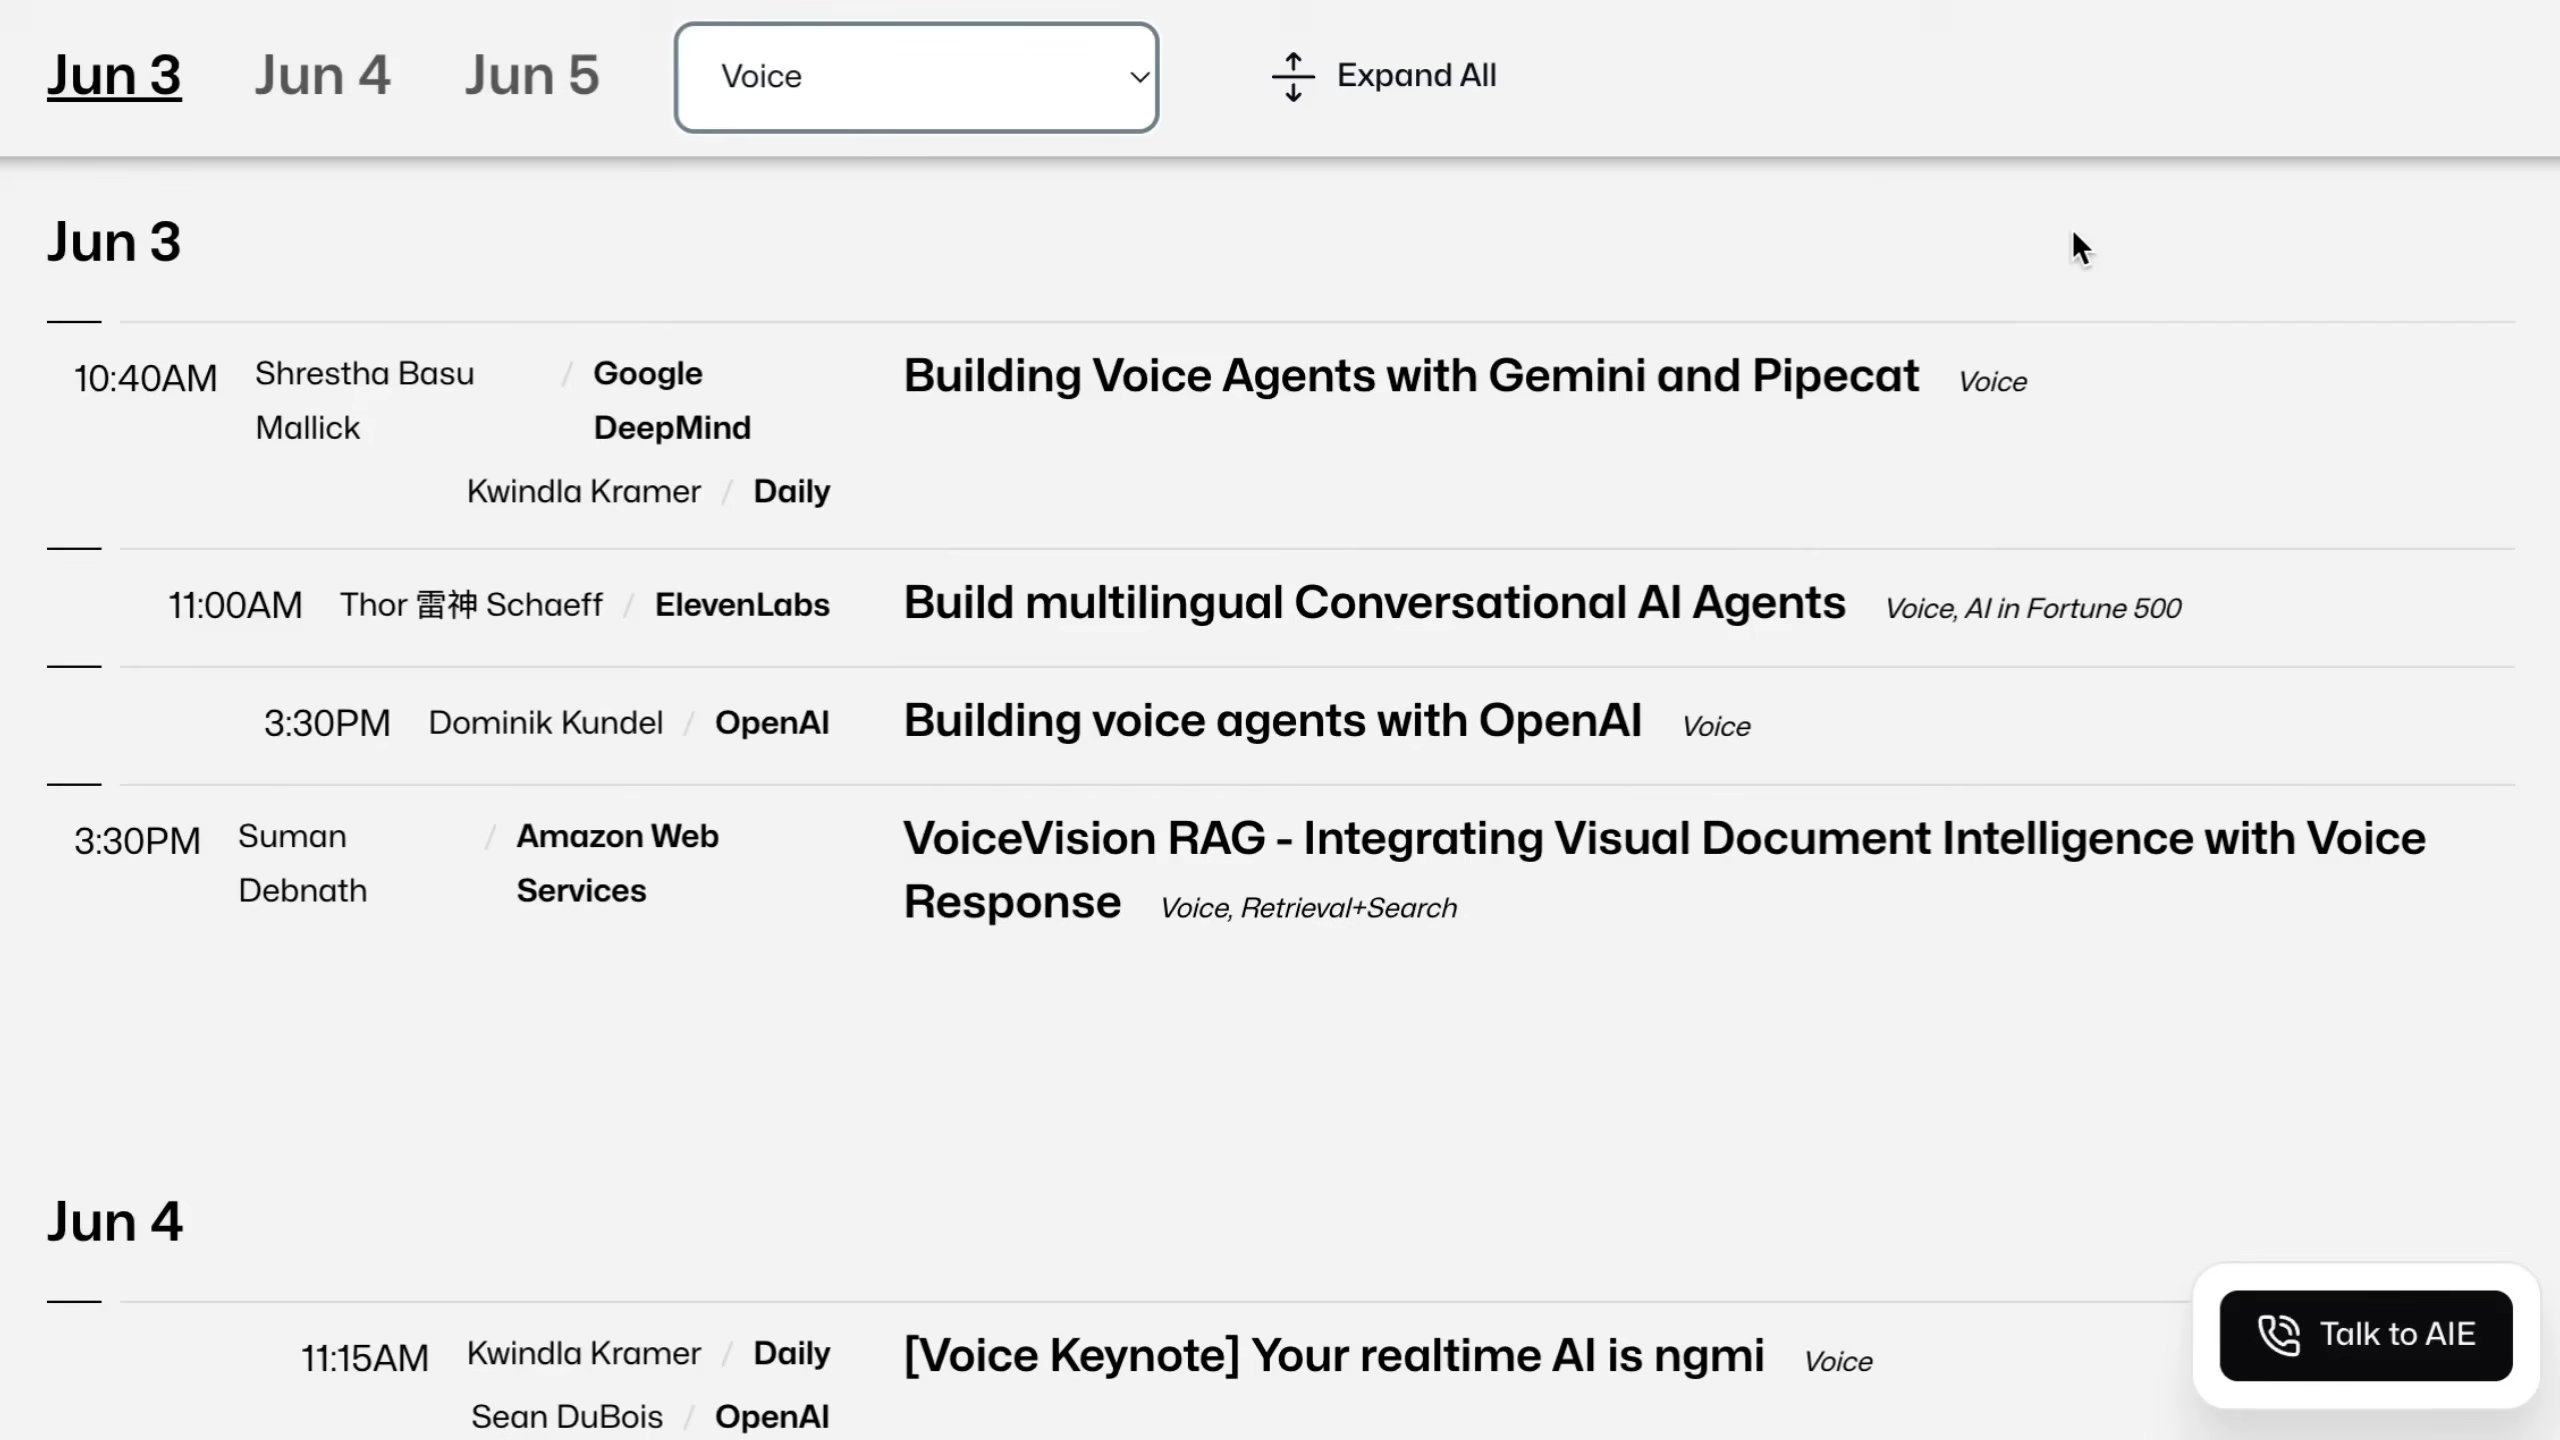 Jun 3 Jun 4 Jun 5 Voice Expand All
Jun 3
10:40AM Shrestha Basu / Google Building Voice Agents with Gemini and Pipecat Voice
Mallick DeepMind
Kwindla Kramer / Daily
11:00AM Thor 雷神 Schaeff / ElevenLabs Build multilingual Conversational AI Agents Voice, AI in Fortune 500
3:30PM Dominik Kundel / OpenAI Building voice agents with OpenAI Voice
3:30PM Suman / Amazon Web VoiceVision RAG - Integrating Visual Document Intelligence with Voice
Debnath Services Response Voice, Retrieval+Search
Jun 4
11:15AM Kwindla Kramer / Daily [Voice Keynote] Your realtime AI is ngmi Voice
Sean DuBois / OpenAI
Talk to AIE